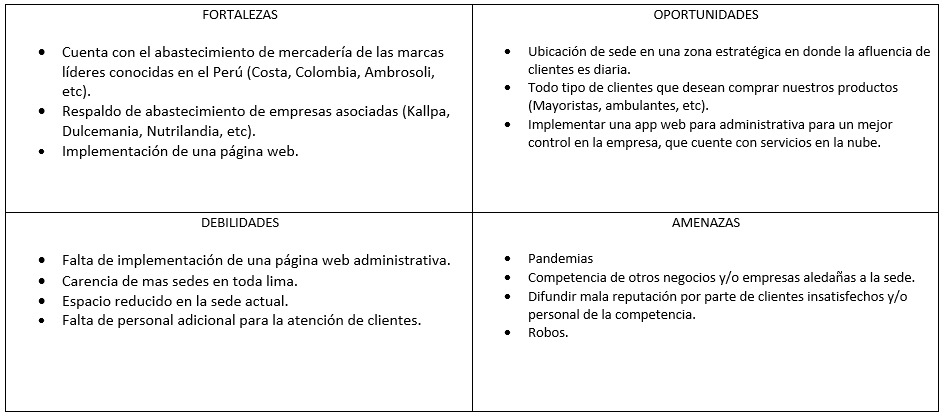 FORTALEZAS
• Cuenta con el abastecimiento de mercadería de las marcas
líderes conocidas en el Perú (Costa, Colombia, Ambrosoli,
etc).
• Respaldo de abastecimiento de empresas asociadas (Kallpa,
Dulcemania, Nutrilandia, etc).
• Implementación de una página web.
OPORTUNIDADES
• Ubicación de sede en una zona estratégica en donde la afluencia de
clientes es diaria.
• Todo tipo de clientes que desean comprar nuestros productos
(Mayoristas, ambulantes, etc).
• Implementar una app web para administrativa para un mejor
control en la empresa, que cuente con servicios en la nube.
DEBILIDADES
• Falta de implementación de una página web administrativa.
• Carencia de mas sedes en toda lima.
• Espacio reducido en la sede actual.
• Falta de personal adicional para la atención de clientes.
AMENAZAS
• Pandemias
• Competencia de otros negocios y/o empresas aledañas a la sede.
• Difundir mala reputación por parte de clientes insatisfechos y/o
personal de la competencia.
• Robos.